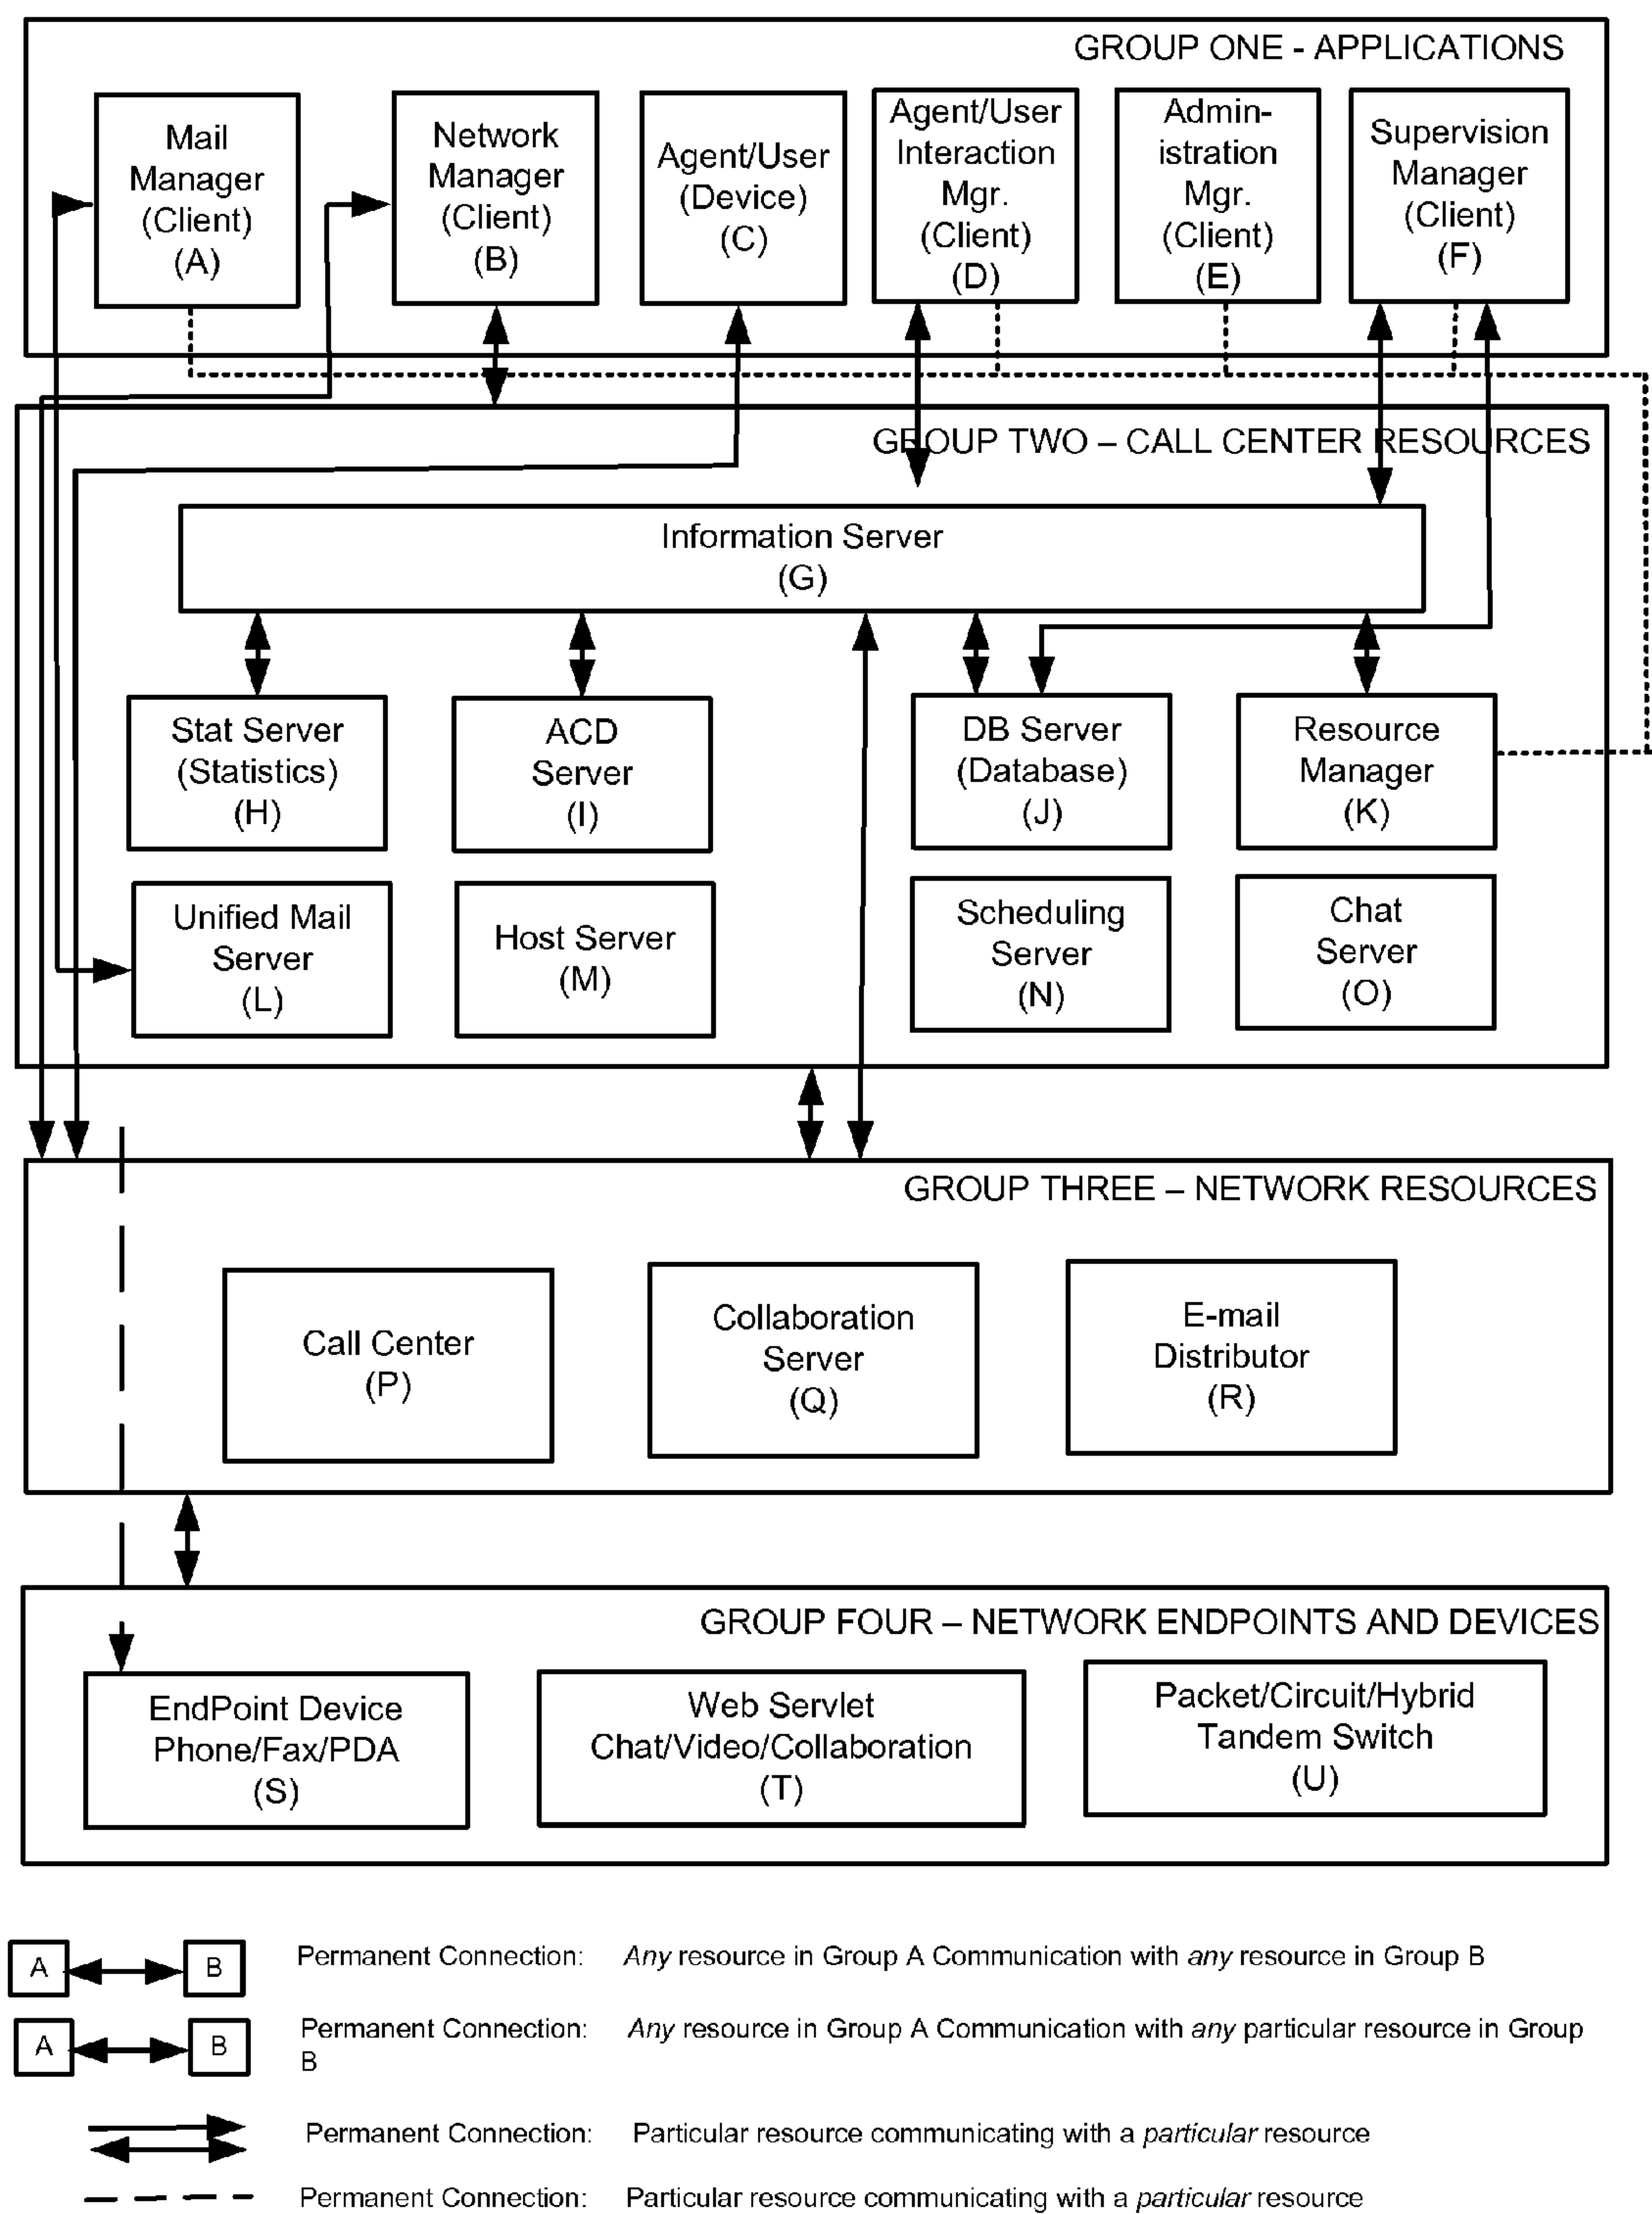 GROUP ONE - APPLICATIONS
Mail
Manager
(Client)
(A)
Network
Manager
(Client)
(B)
Agent/User
(Device)
(C)
Agent/User
Interaction
Mgr.
(Client)
(D)
Admin-
istration
Mgr.
(Client)
(E)
Supervision
Manager
(Client)
(F)
GROUP TWO – CALL CENTER RESOURCES
Information Server
(G)
Stat Server
(Statistics)
(H)
ACD
Server
(I)
DB Server
(Database)
(J)
Resource
Manager
(K)
Unified Mail
Server
(L)
Host Server
(M)
Scheduling
Server
(N)
Chat
Server
(O)
GROUP THREE – NETWORK RESOURCES
Call Center
(P)
Collaboration
Server
(Q)
E-mail
Distributor
(R)
GROUP FOUR – NETWORK ENDPOINTS AND DEVICES
EndPoint Device
Phone/Fax/PDA
(S)
Web Servlet
Chat/Video/Collaboration
(T)
Packet/Circuit/Hybrid
Tandem Switch
(U)
A B Permanent Connection: Any resource in Group A Communication with any resource in Group B
A B Permanent Connection: Any resource in Group A Communication with any particular resource in Group
B
Permanent Connection: Particular resource communicating with a particular resource
Permanent Connection: Particular resource communicating with a particular resource